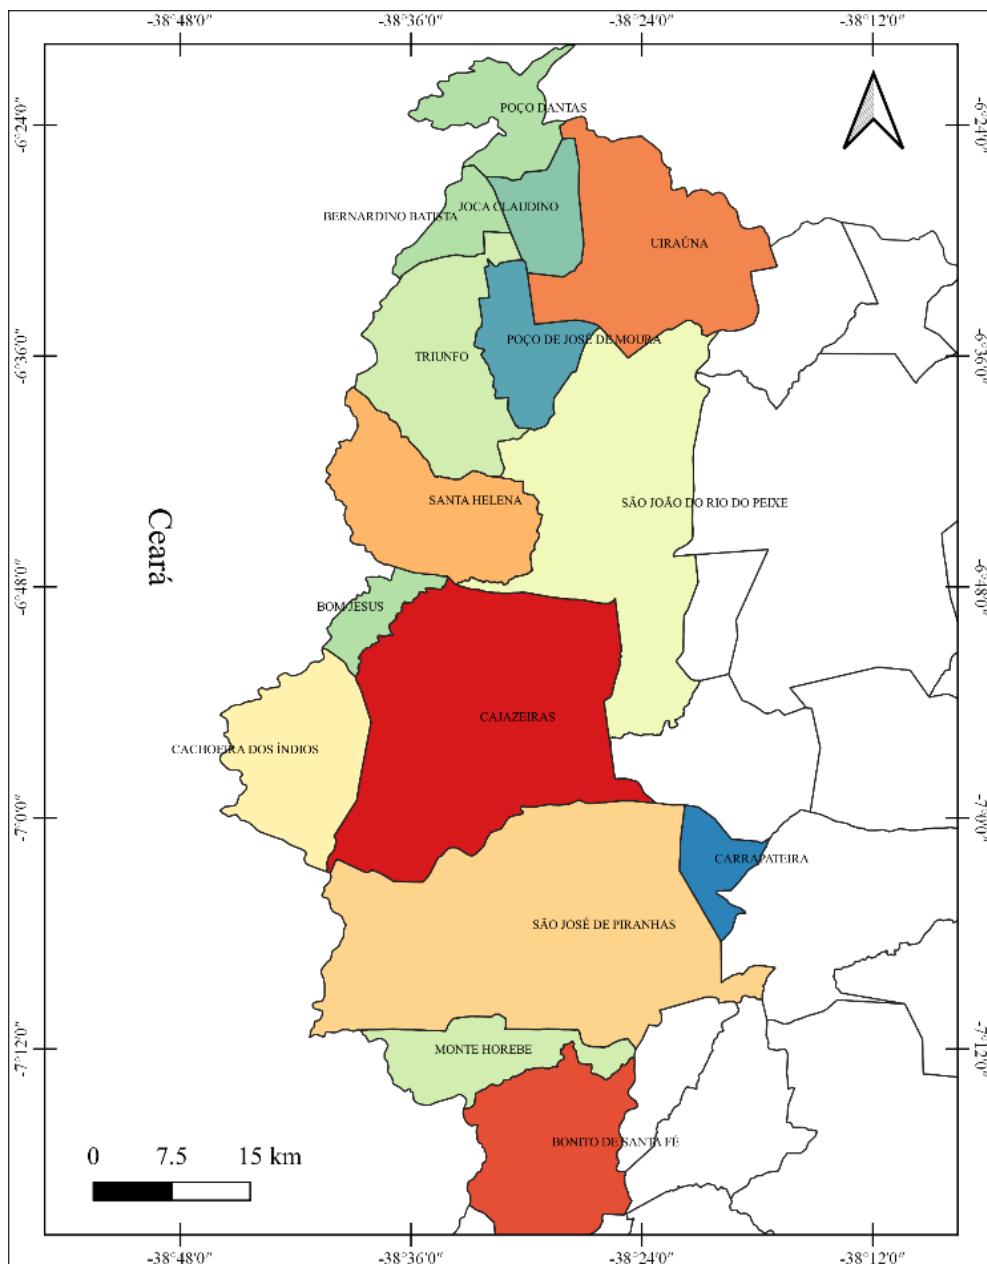 -38°48'0" -38°36'0" -38°24'0" -38°12'0"
-6°24'0" -6°24'0"
POÇO DANTAS
JOCA CLAUDINO
BERNARDINO BATISTA
UIRAÚNA
POÇO DE JOSÉ DE MOURA
TRIUNFO
-6°36'0" -6°36'0"
SANTA HELENA
SÃO JOÃO DO RIO DO PEIXE
Ceará
-6°48'0" -6°48'0"
BOM JESUS
CAJAZEIRAS
CACHOEIRA DOS ÍNDIOS
-7°0'0" -7°0'0"
CARRAPATEIRA
SÃO JOSÉ DE PIRANHAS
MONTE HOREBE
-7°12'0" -7°12'0"
BONITO DE SANTA FÉ
0 7.5 15 km
-38°48'0" -38°36'0" -38°24'0" -38°12'0"